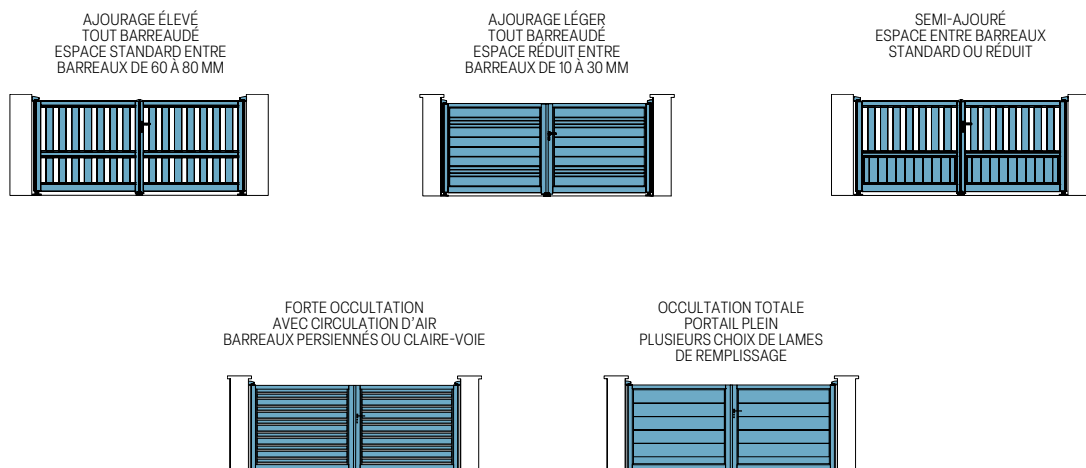 AJOURAGE ÉLEVÉ
TOUT BARREAUDÉ
ESPACE STANDARD ENTRE
BARREAUX DE 60 À 80 MM
AJOURAGE LÉGER
TOUT BARREAUDÉ
ESPACE RÉDUIT ENTRE
BARREAUX DE 10 À 30 MM
SEMI-AJOURÉ
ESPACE ENTRE BARREAUX
STANDARD OU RÉDUIT
FORTE OCCULTATION
AVEC CIRCULATION D'AIR
BARREAUX PERSIENNÉS OU CLAIRE-VOIE
OCCULTATION TOTALE
PORTAIL PLEIN
PLUSIEURS CHOIX DE LAMES
DE REMPLISSAGE